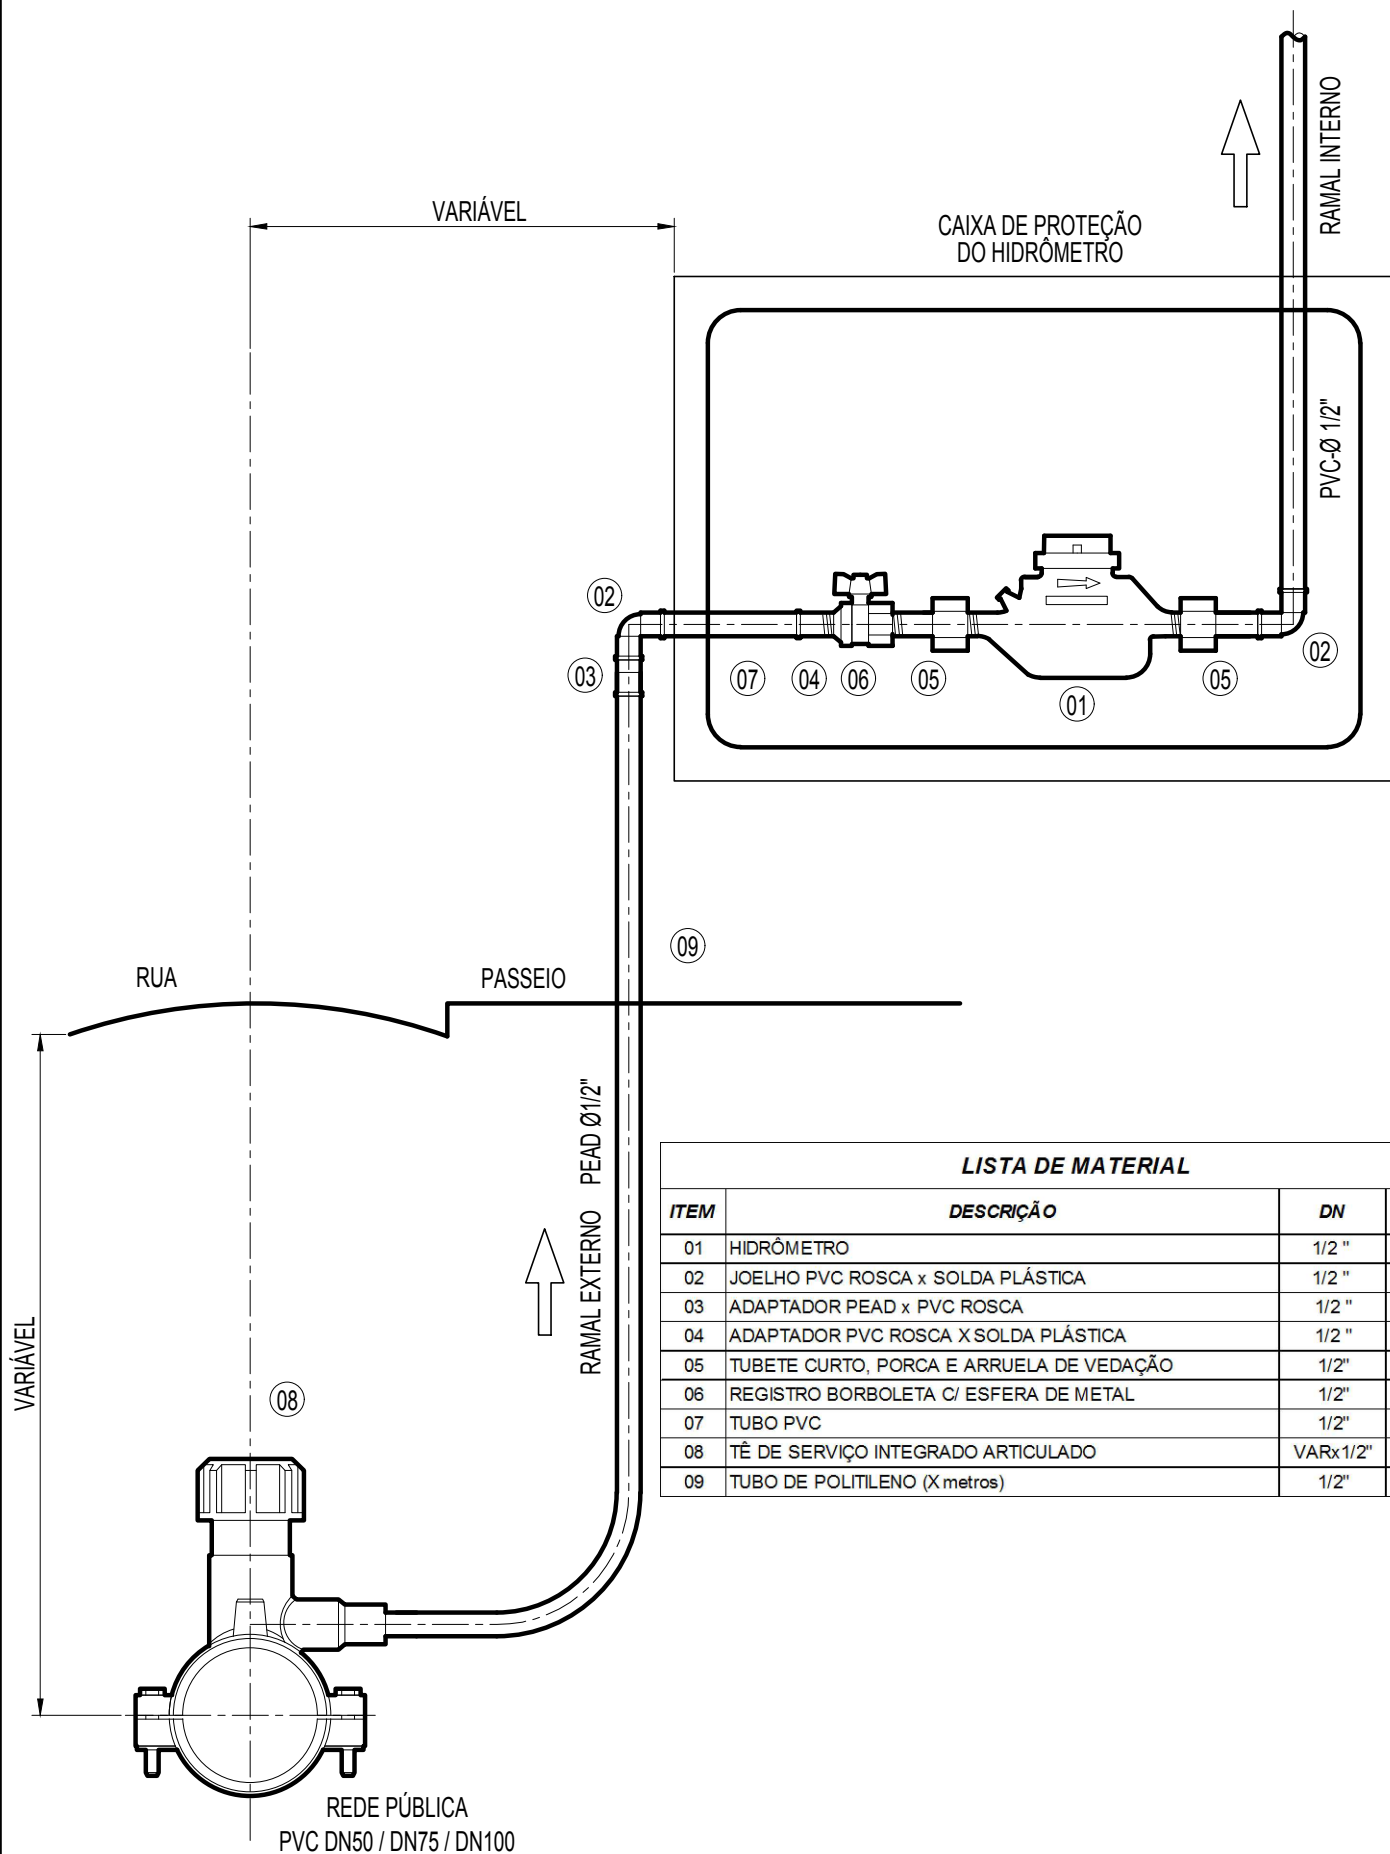 RAMAL INTERNO
VARIÁVEL
CAIXA DE PROTEÇÃO
DO HIDRÔMETRO
PVC-Ø 1/2"
02
03
07
04
06
05
01
05
02
09
RUA
PASSEIO
RAMAL EXTERNO PEAD Ø1/2"
VARIÁVEL
08
LISTA DE MATERIAL
ITEM DESCRIÇÃO DN
01 HIDRÔMETRO 1/2 "
02 JOELHO PVC ROSCA x SOLDA PLÁSTICA 1/2 "
03 ADAPTADOR PEAD x PVC ROSCA 1/2 "
04 ADAPTADOR PVC ROSCA X SOLDA PLÁSTICA 1/2 "
05 TUBETE CURTO, PORCA E ARRUELA DE VEDAÇÃO 1/2"
06 REGISTRO BORBOLETA C/ ESFERA DE METAL 1/2"
07 TUBO PVC 1/2"
08 TÊ DE SERVIÇO INTEGRADO ARTICULADO VARx1/2"
09 TUBO DE POLITILENO (X metros) 1/2"
REDE PÚBLICA
PVC DN50 / DN75 / DN100